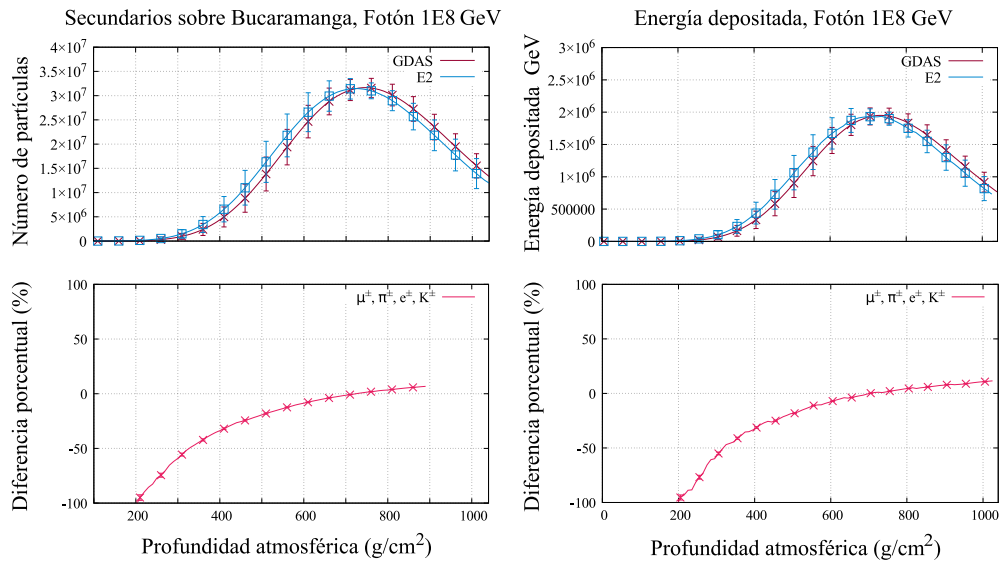 Secundarios sobre Bucaramanga, Fotón 1E8 GeV
Número de partículas
4×10⁷
3.5×10⁷
3×10⁷
2.5×10⁷
2×10⁷
1.5×10⁷
1×10⁷
5×10⁶
0
GDAS
E2
Diferencia porcentual (%)
100
50
0
-50
-100
μ±, π±, e±, K±
200
400
600
800
1000
Profundidad atmosférica (g/cm²)
Energía depositada, Fotón 1E8 GeV
Energía depositada GeV
3×10⁶
2.5×10⁶
2×10⁶
1.5×10⁶
1×10⁶
500000
0
GDAS
E2
Diferencia porcentual (%)
100
50
0
-50
-100
μ±, π±, e±, K±
0
200
400
600
800
1000
Profundidad atmosférica (g/cm²)